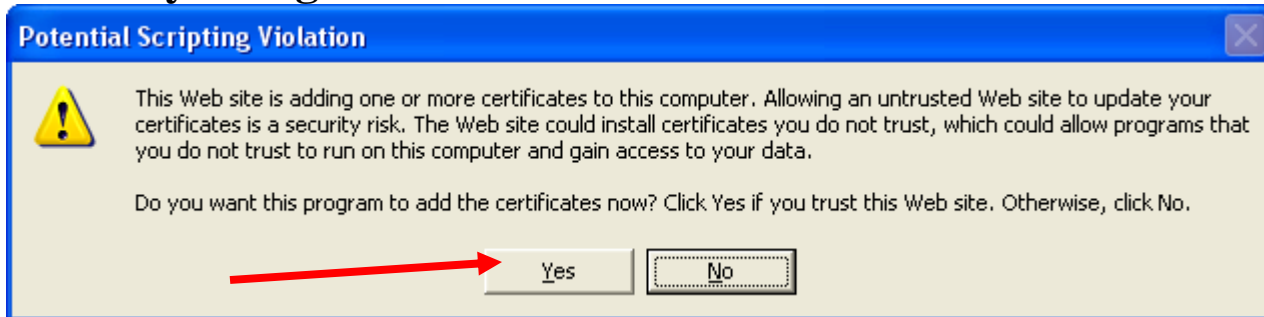 Potential Scripting Violation
This Web site is adding one or more certificates to this computer. Allowing an untrusted Web site to update your
certificates is a security risk. The Web site could install certificates you do not trust, which could allow programs that
you do not trust to run on this computer and gain access to your data.
Do you want this program to add the certificates now? Click Yes if you trust this Web site. Otherwise, click No.
Yes No